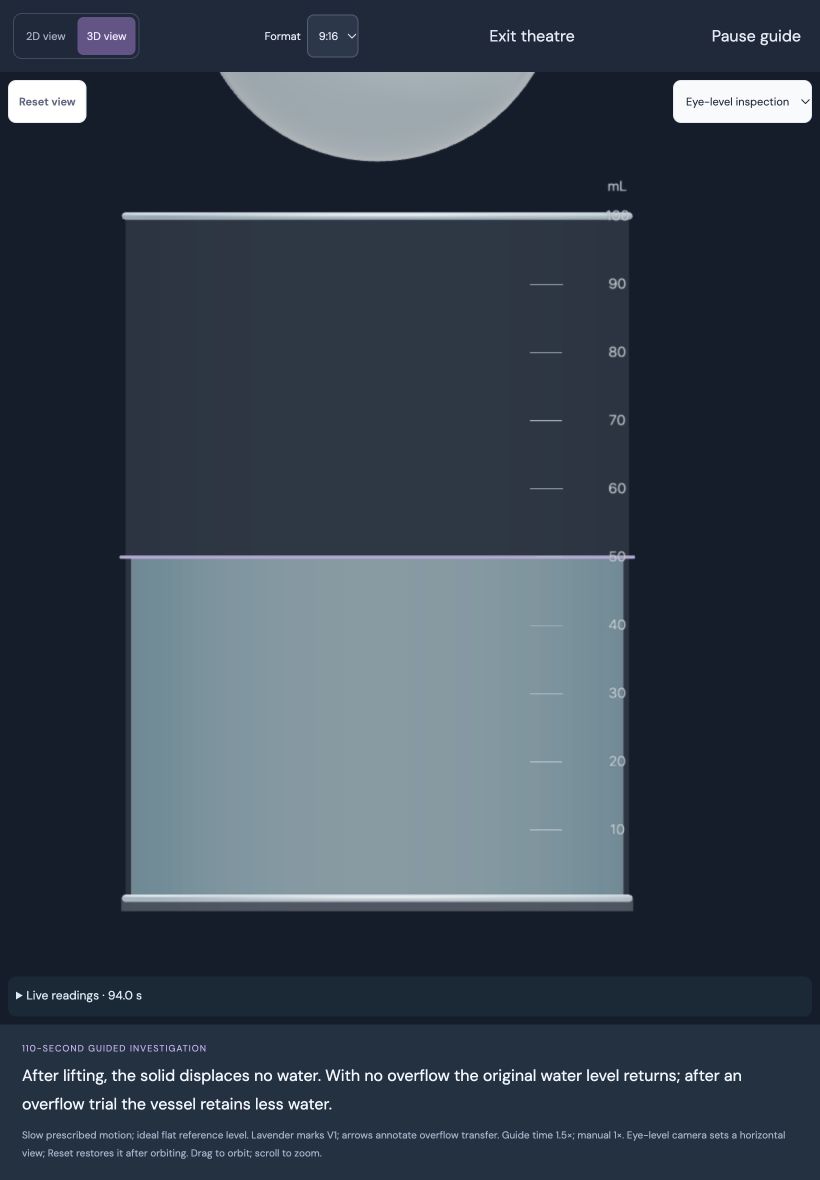 2D view
3D view
Format
9:16
Exit theatre
Pause guide
Reset view
Eye-level inspection
mL
100
90
80
70
60
50
40
30
20
10
Live readings · 94.0 s
110-SECOND GUIDED INVESTIGATION
After lifting, the solid displaces no water. With no overflow the original water level returns; after an
overflow trial the vessel retains less water.
Slow prescribed motion; ideal flat reference level. Lavender marks V1; arrows annotate overflow transfer. Guide time 1.5×; manual 1×. Eye-level camera sets a horizontal
view; Reset restores it after orbiting. Drag to orbit; scroll to zoom.